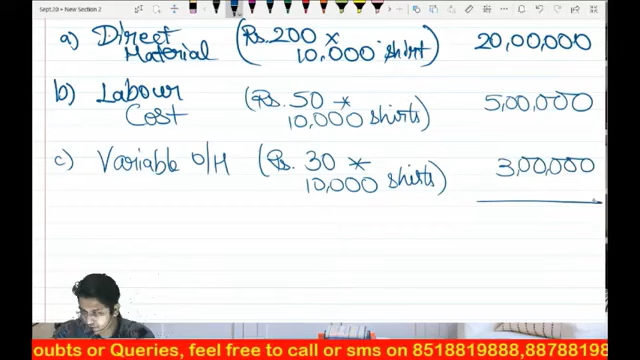 Sept.20 » New Section 2
a) Direct Material (Rs. 200 × 10,000 shirt) 20,00,000
b) Labour Cost (Rs. 50 * 10,000 shirts) 5,00,000
c) Variable O/H (Rs. 30 * 10,000 shirts) 3,00,000
oubts or Queries, feel free to call or sms on 8518819888,88788